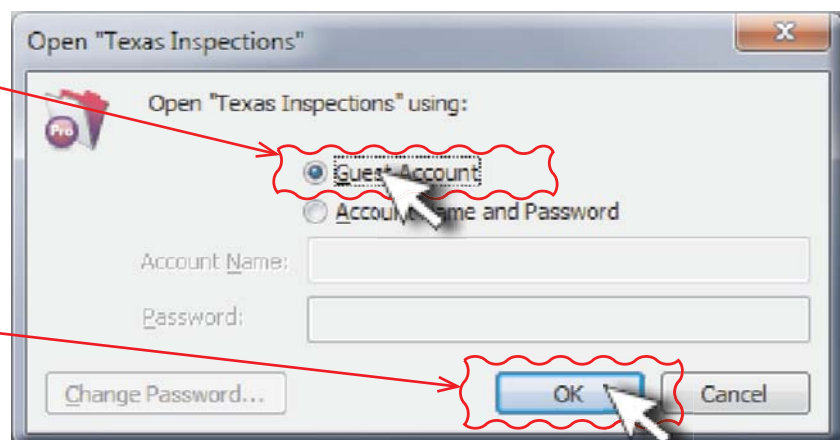 Open "Texas Inspections"
Open "Texas Inspections" using:
Pro
Guest Account
Account Name and Password
Account Name:
Password:
Change Password...
OK
Cancel